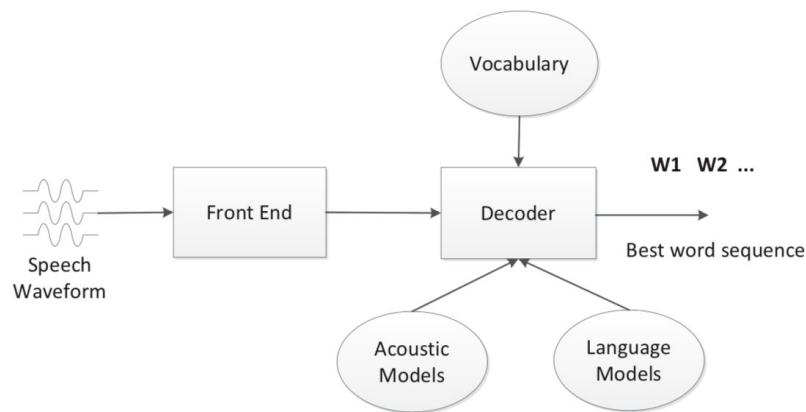 Vocabulary
W1 W2 ...
Front End
Decoder
Best word sequence
Speech
Waveform
Acoustic
Models
Language
Models